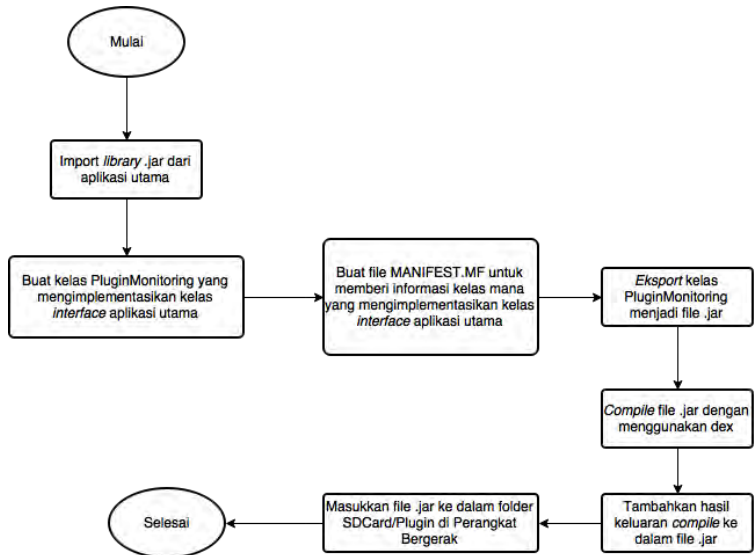 Mulai
Import library .jar dari
aplikasi utama
Buat kelas PluginMonitoring yang
mengimplementasikan kelas
interface aplikasi utama
Buat file MANIFEST.MF untuk
memberi informasi kelas mana
yang mengimplementasikan kelas
interface aplikasi utama
Eksport kelas
PluginMonitoring
menjadi file .jar
Compile file .jar dengan
menggunakan dex
Tambahkan hasil
keluaran compile ke
dalam file .jar
Masukkan file .jar ke dalam folder
SDCard/Plugin di Perangkat
Bergerak
Selesai